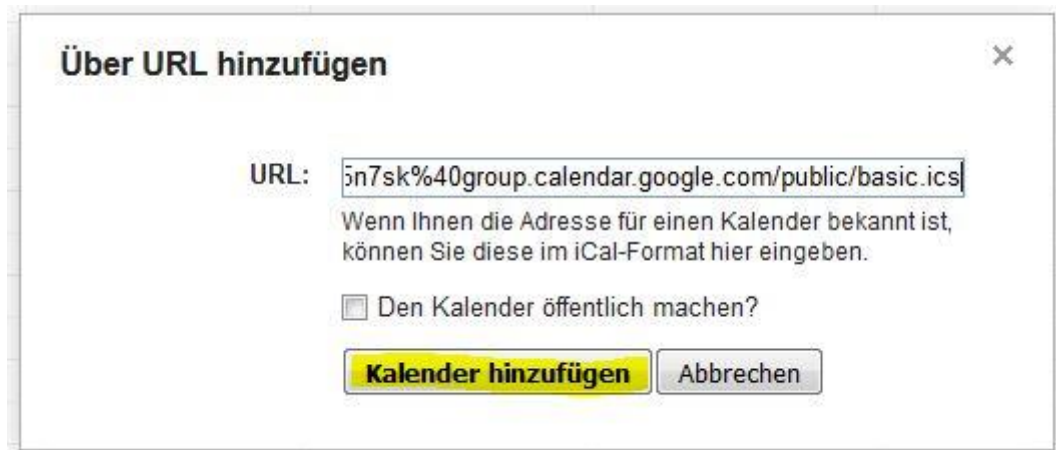 Über URL hinzufügen
URL: 5n7sk%40group.calendar.google.com/public/basic.ics
Wenn Ihnen die Adresse für einen Kalender bekannt ist,
können Sie diese im iCal-Format hier eingeben.
Den Kalender öffentlich machen?
Kalender hinzufügen Abbrechen